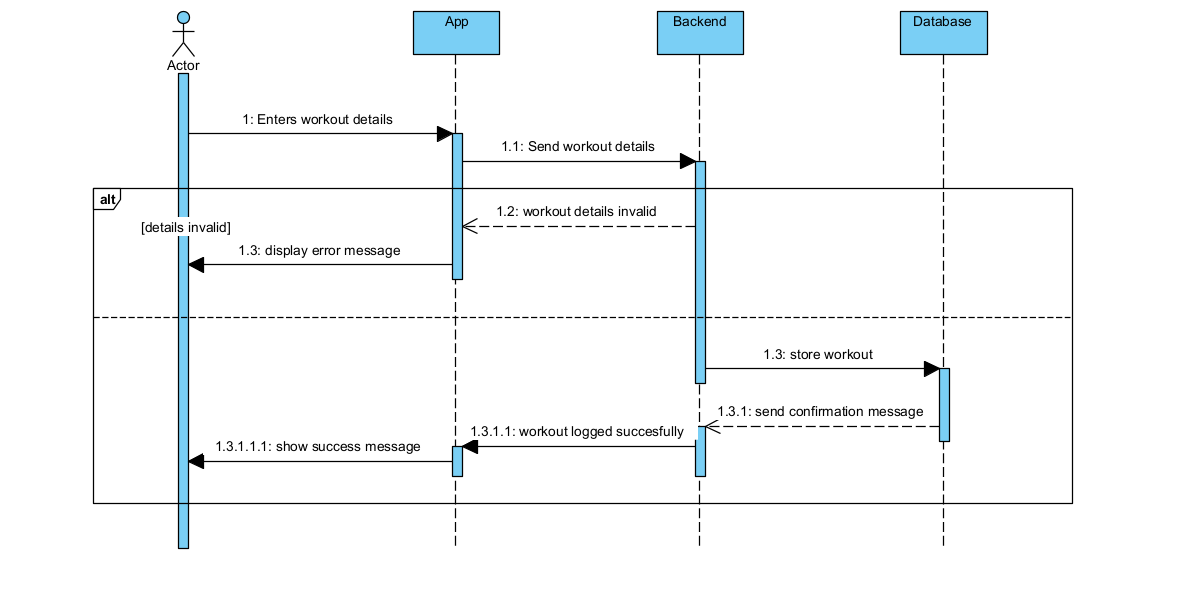 App
Backend
Database
Actor
1: Enters workout details
1.1: Send workout details
alt
1.2: workout details invalid
[details invalid]
1.3: display error message
1.3: store workout
1.3.1: send confirmation message
1.3.1.1: workout logged succesfully
1.3.1.1.1: show success message